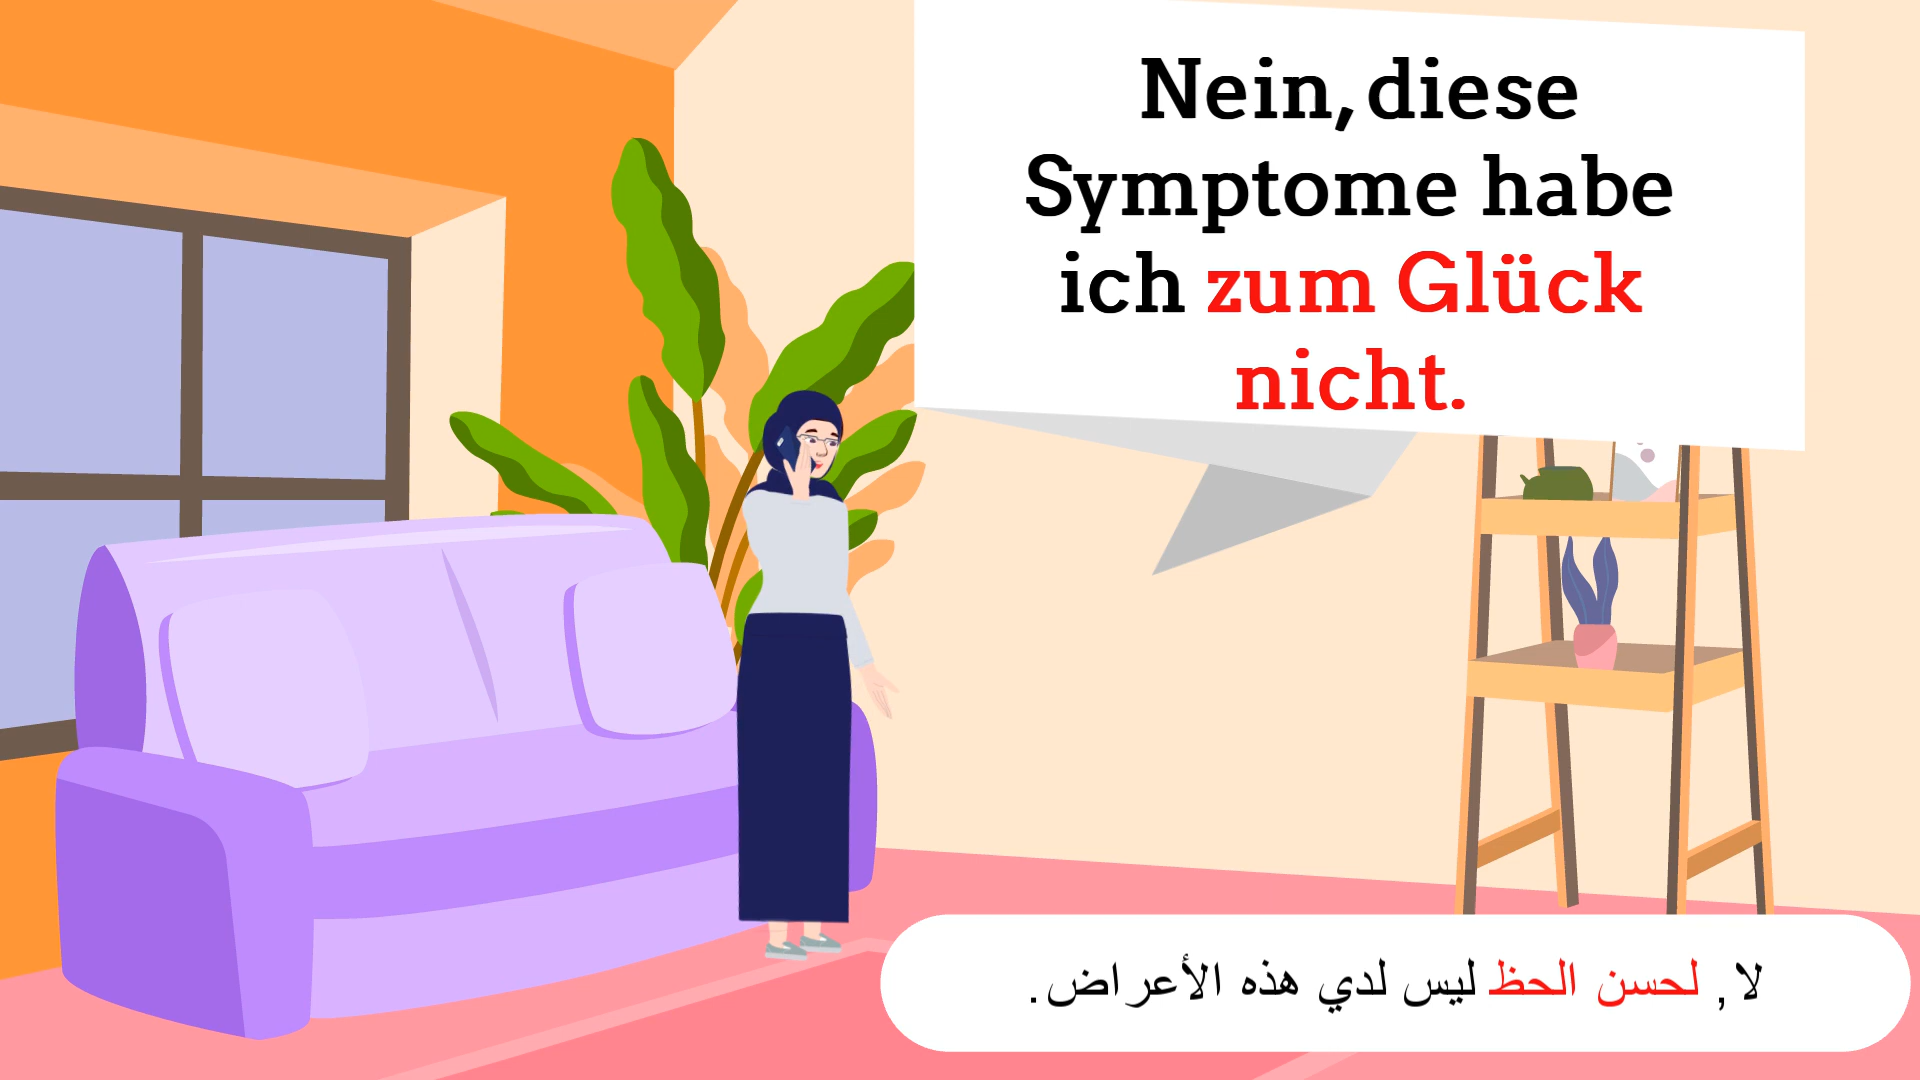 Nein, diese
Symptome habe
ich zum Glück
nicht.
لا , لحسن الحظ ليس لدي هذه الأعراض.